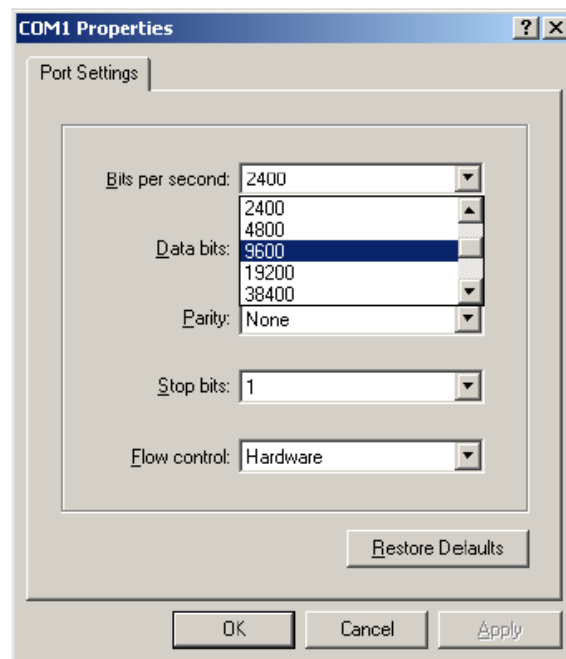 COM1 Properties
Port Settings
Bits per second: 2400
2400
4800
Data bits: 9600
19200
38400
Parity: None
Stop bits: 1
Flow control: Hardware
Restore Defaults
OK Cancel Apply